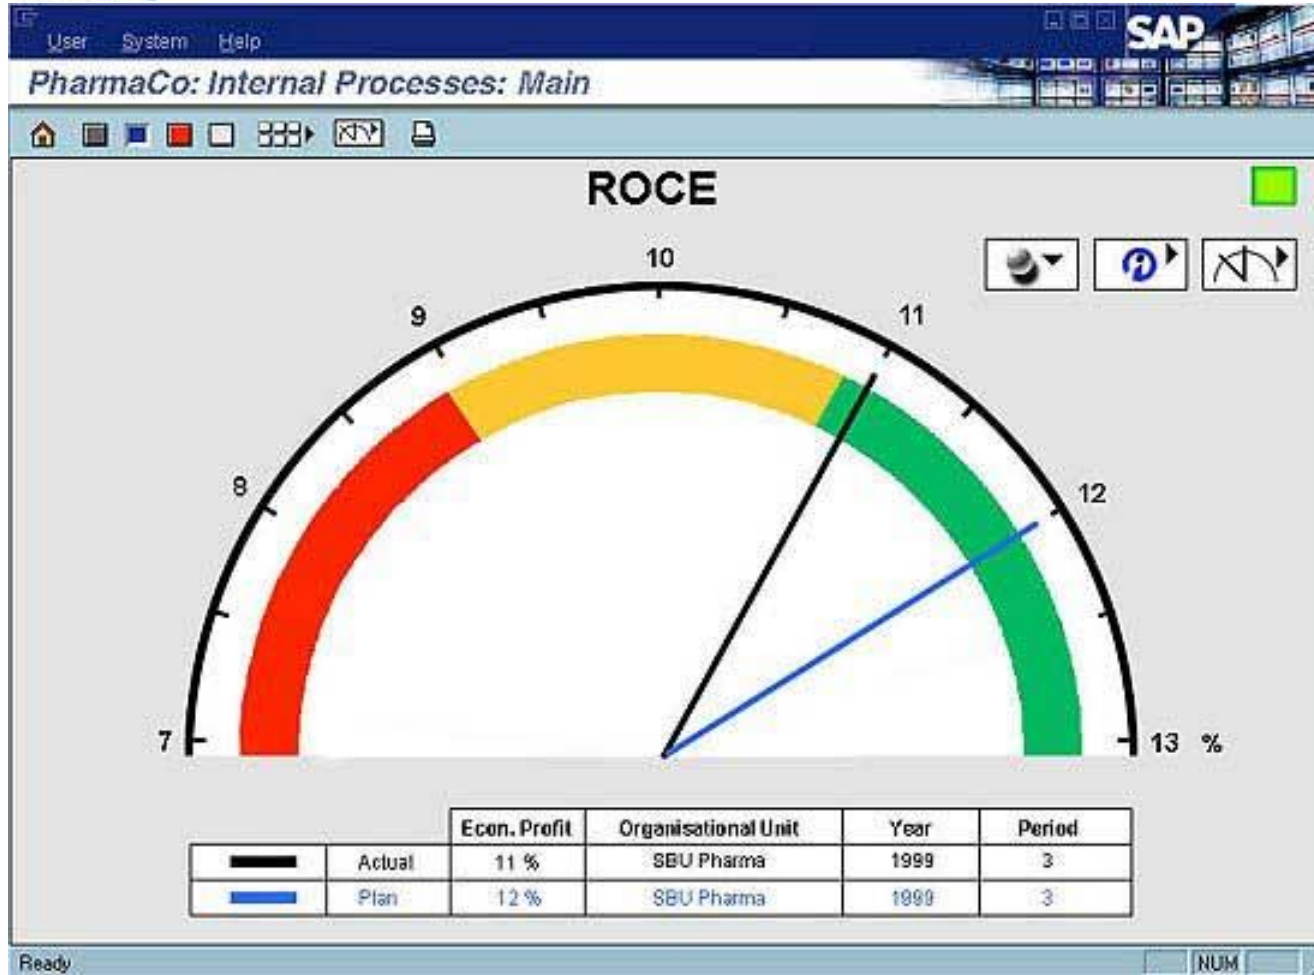 User System Help
SAP
PharmaCo: Internal Processes: Main
ROCE
10
9
11
8
12
7
13 %
Econ. Profit Organisational Unit Year Period
Actual 11 % SBU Pharma 1999 3
Plan 12 % SBU Pharma 1999 3
Ready NUM